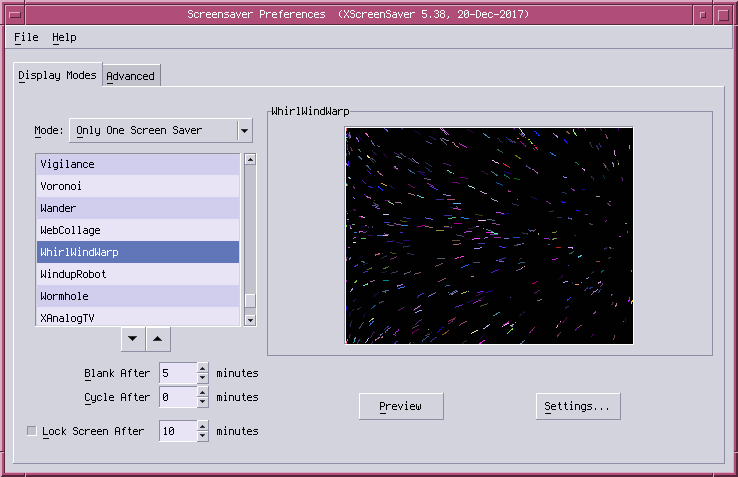 Screensaver Preferences  (XScreenSaver 5.38, 20-Dec-2017)
File Help
Display Modes Advanced
Mode: Only One Screen Saver
WhirlWindWarp
Vigilance
Voronoi
Wander
WebCollage
WhirlWindWarp
WindupRobot
Wormhole
XAnalogTV
Blank After 5 minutes
Cycle After 0 minutes
Lock Screen After 10 minutes
Preview
Settings...